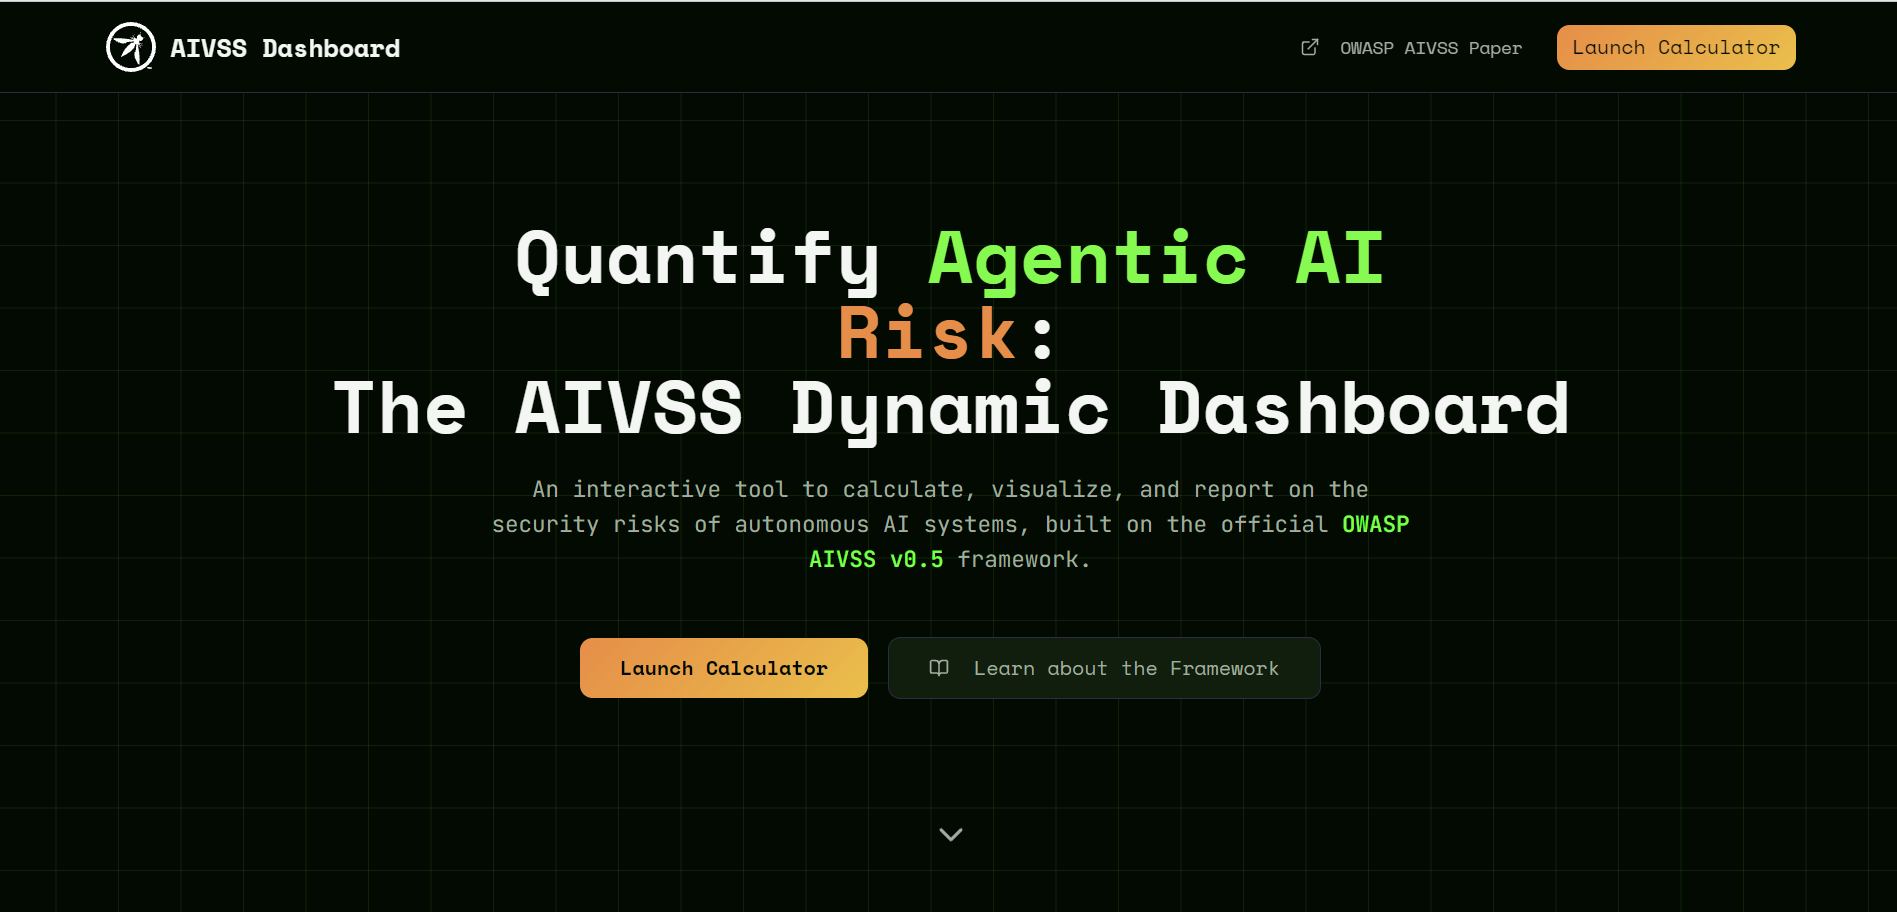 AIVSS Dashboard
OWASP AIVSS Paper
Launch Calculator
Quantify Agentic AI
Risk:
The AIVSS Dynamic Dashboard
An interactive tool to calculate, visualize, and report on the
security risks of autonomous AI systems, built on the official OWASP
AIVSS v0.5 framework.
Launch Calculator
Learn about the Framework